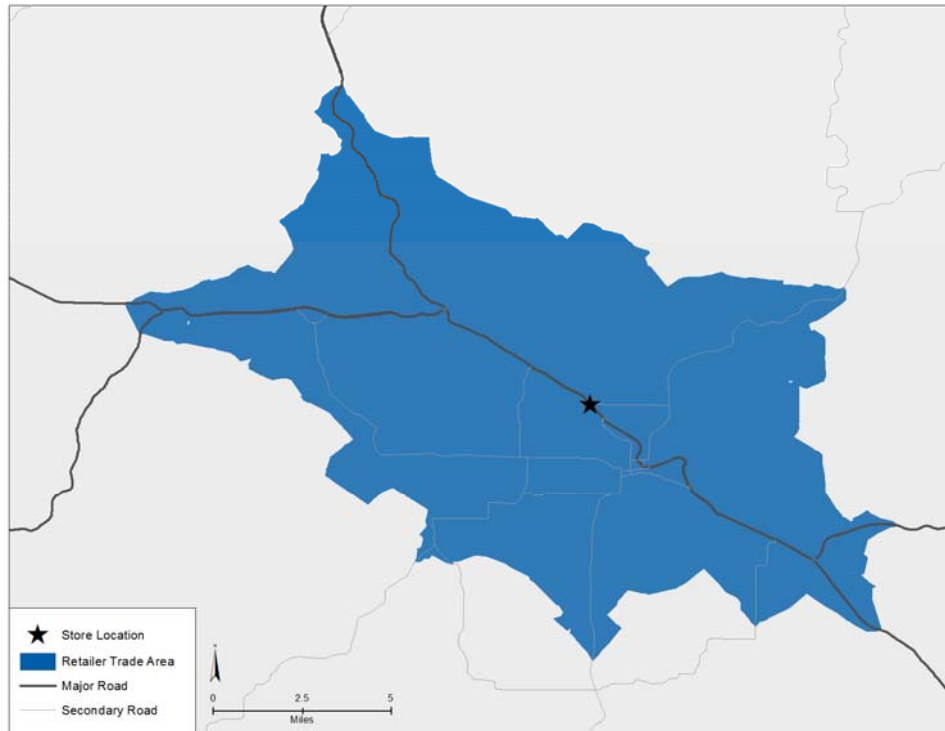 Store Location
Retailer Trade Area
Major Road
Secondary Road
0 2.5 5
Miles